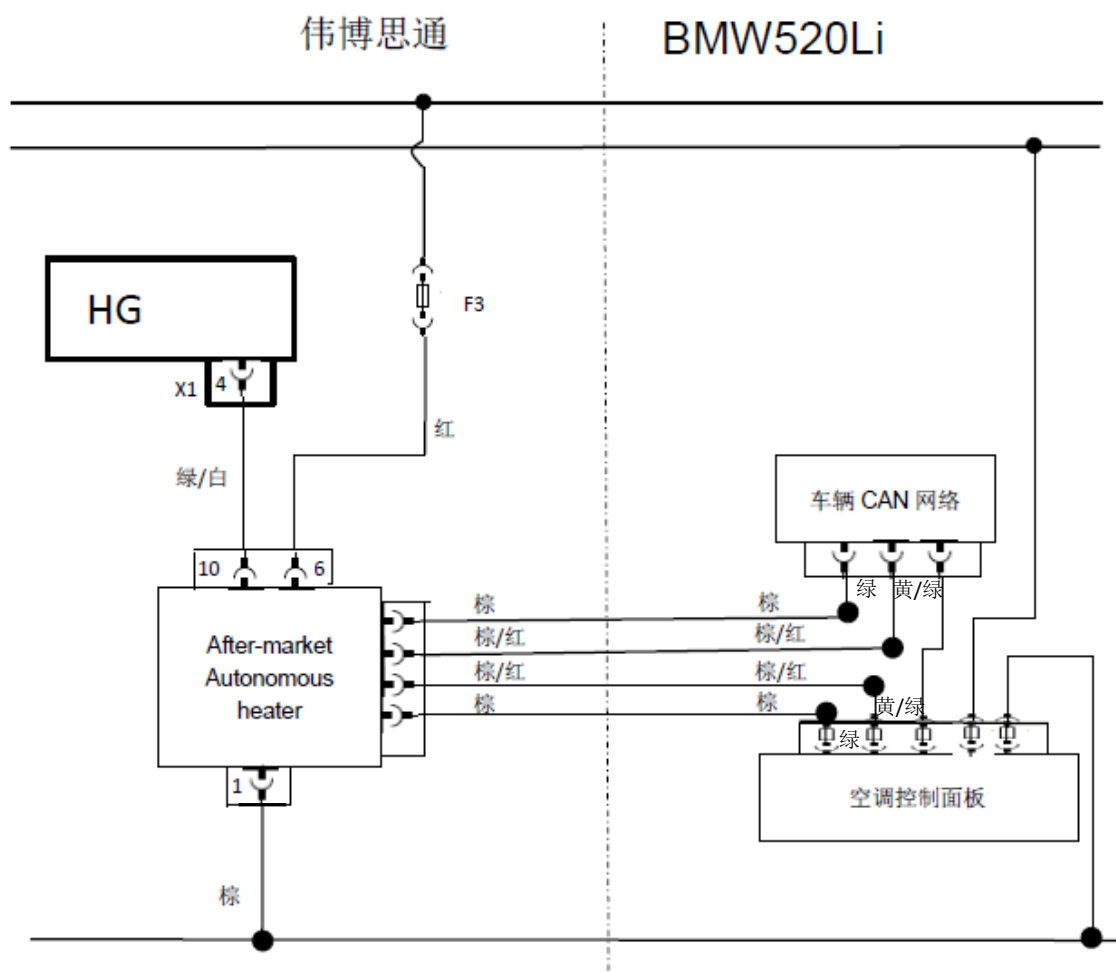 伟博思通
BMW520Li
HG
F3
X1
4
红
绿/白
10
6
车辆 CAN 网络
绿
黄/绿
棕
棕
棕/红
棕/红
After-market
Autonomous
heater
棕/红
棕/红
棕
棕
黄/绿
绿
1
空调控制面板
棕